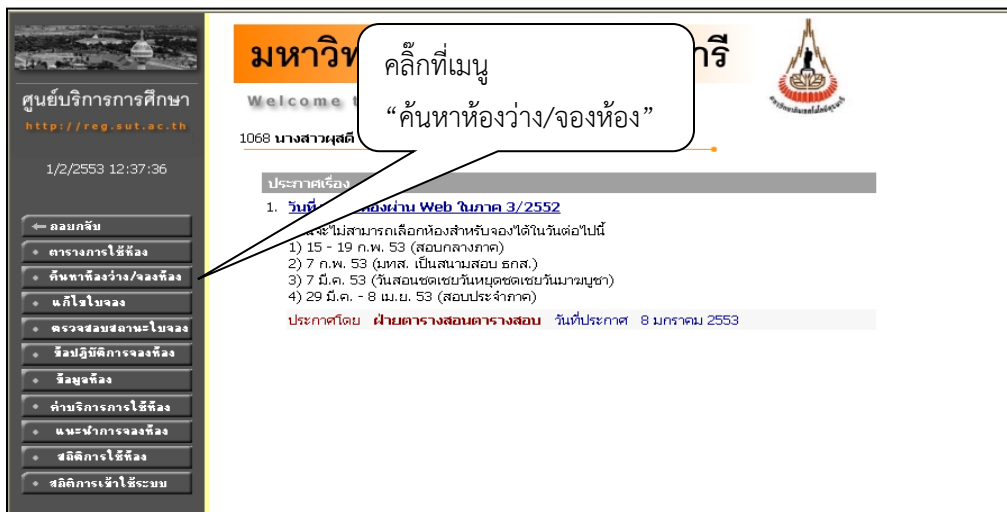 ศูนย์บริการการศึกษา
http://reg.sut.ac.th
1/2/2553 12:37:36
ถอยกลับ
ตารางการใช้ห้อง
ค้นหาห้องว่าง/จองห้อง
แก้ไขใบจอง
ตรวจสอบสถานะใบจอง
ข้อปฏิบัติการจองห้อง
ข้อมูลห้อง
ค่าบริการการใช้ห้อง
แนะนำการจองห้อง
สถิติการใช้ห้อง
สถิติการเข้าใช้ระบบ
คลิ๊กที่เมนู
“ค้นหาห้องว่าง/จองห้อง”
Welcome
1068 นางสาวผุสดี
ประกาศเรื่อง
1. วันที่ ผ่าน Web ในภาค 3/2552
จะไม่สามารถเลือกห้องสำหรับจองได้ในวันต่อไปนี้
1) 15 - 19 ก.พ. 53 (สอบกลางภาค)
2) 7 ก.พ. 53 (มทส. เป็นสนามสอบ ธกส.)
3) 7 มี.ค. 53 (วันสอนชดเชยวันหยุดชดเชยวันมาฆบูชา)
4) 29 มี.ค. - 8 เม.ย. 53 (สอบประจำภาค)
ประกาศโดย ฝ่ายตารางสอนตารางสอบ วันที่ประกาศ 8 มกราคม 2553